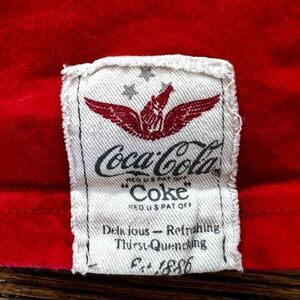 Coca-Cola®
REG U S PAT OFF
"Coke"
REG U S PAT OFF
Delicious — Refreshing
Thirst-Quenching
Est. 1886